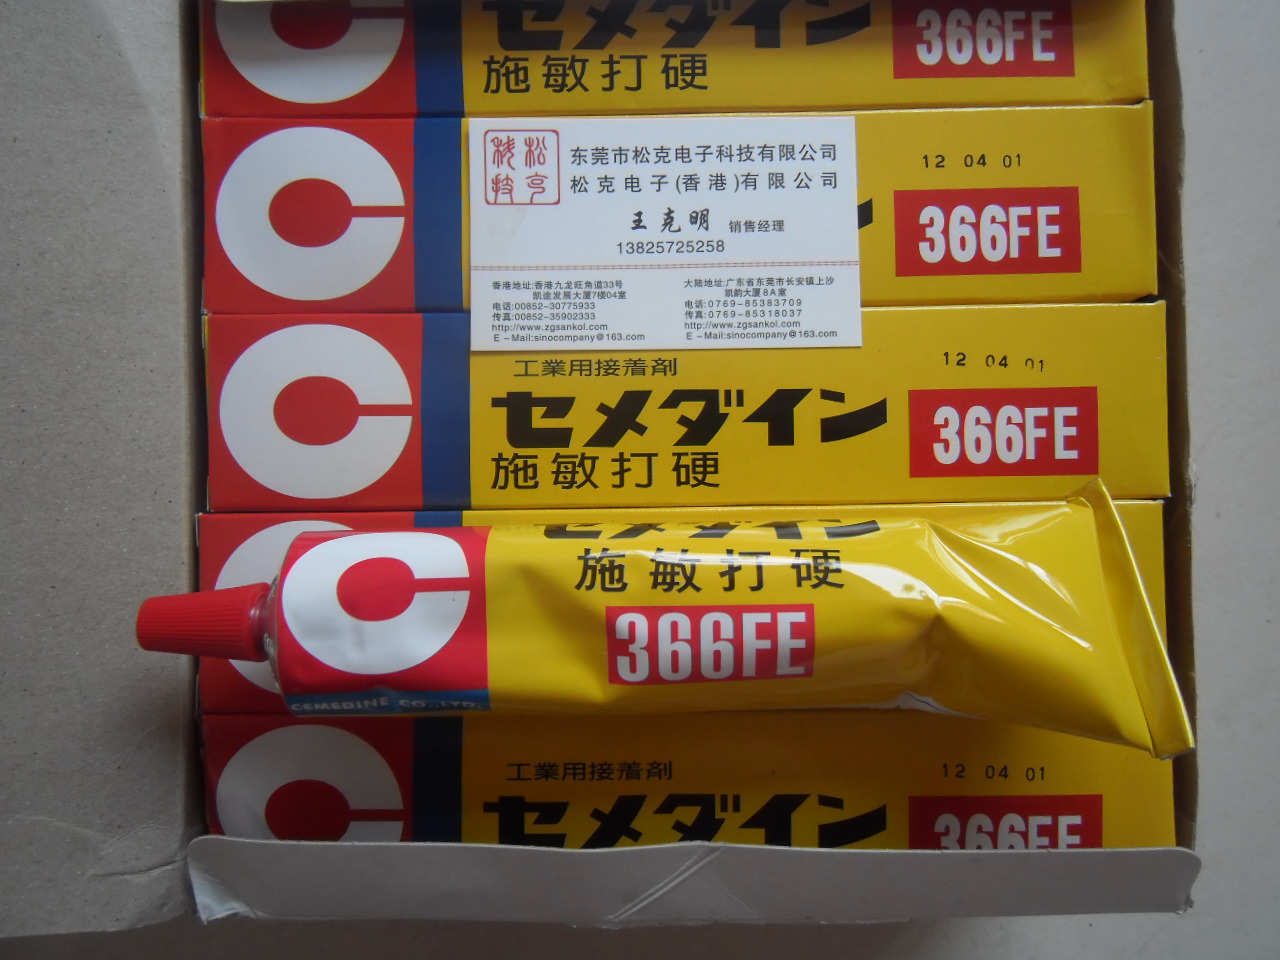 セメダイン
施敏打硬
366FE
松克
科技
东莞市松克电子科技有限公司
松克电子(香港)有限公司
王克明 销售经理
13825725258
香港地址:香港九龙旺角道33号
凯途发展大厦7楼04室
电话:00852-30775933
传真:00852-35902333
http://www.zgsankol.com
E-Mail:sinocompany@163.com
大陆地址:广东省东莞市长安镇上沙
凯韵大厦8A室
电话:0769-85383709
传真:0769-85318037
http://www.zgsankol.com
E-Mail:sinocompany@163.com
12 04 01
366FE
工業用接着剤
セメダイン
施敏打硬
12 04 01
366FE
セメダイン
施敏打硬
366FE
CEMEDINE CO.,LTD.
工業用接着剤
セメダイン
12 04 01
366FE